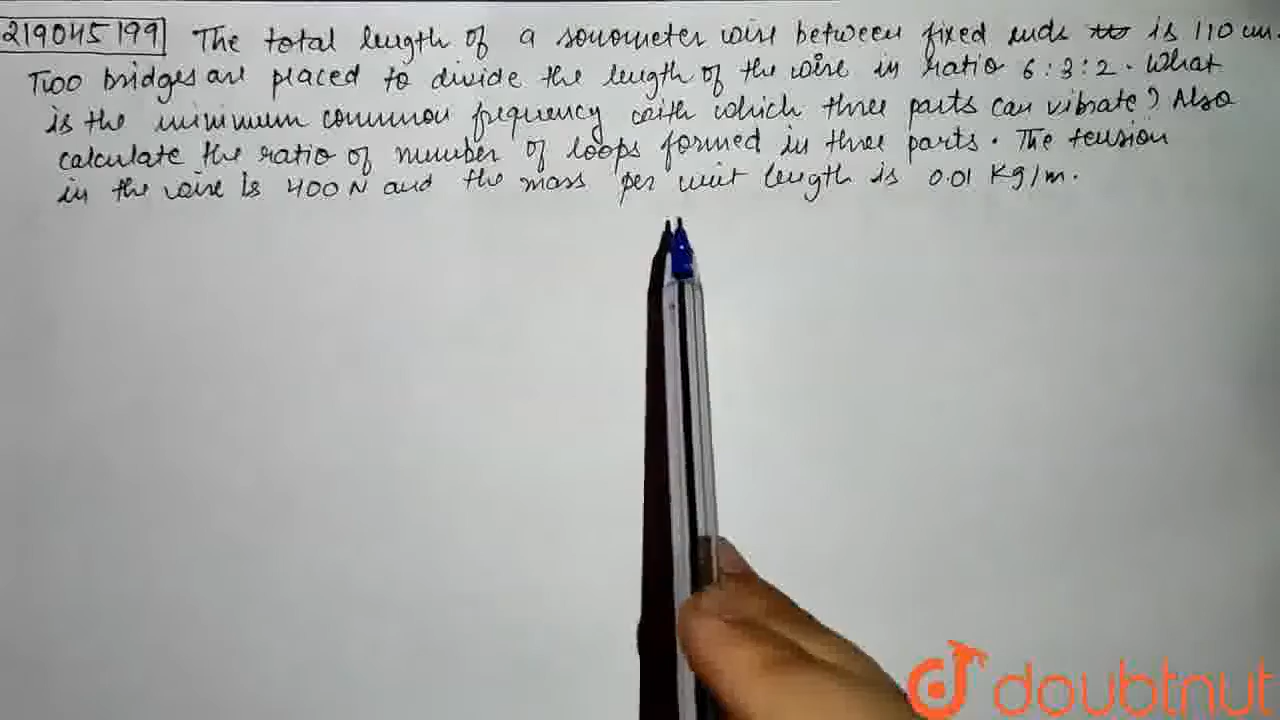 219045199 The total length of a sonometer wire between fixed ends is 110 cm.
Two bridges are placed to divide the length of the wire in ratio 6:3:2. What
is the minimum common frequency with which three parts can vibrate? Also
calculate the ratio of number of loops formed in three parts. The tension
in the wire is 400 N and the mass per unit length is 0.01 Kg/m.
doubtnut